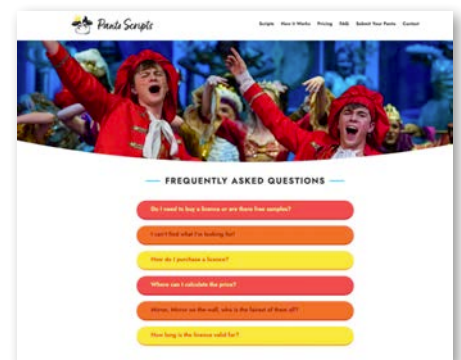 Panto Scripts
Scripts How It Works Pricing FAQ Submit Your Panto Contact
FREQUENTLY ASKED QUESTIONS
Do I need to buy a licence or are there free samples?
I can't find what I'm looking for!
How do I purchase a licence?
Where can I calculate the price?
Mirror, Mirror on the wall, who is the fairest of them all?
How long is the licence valid for?